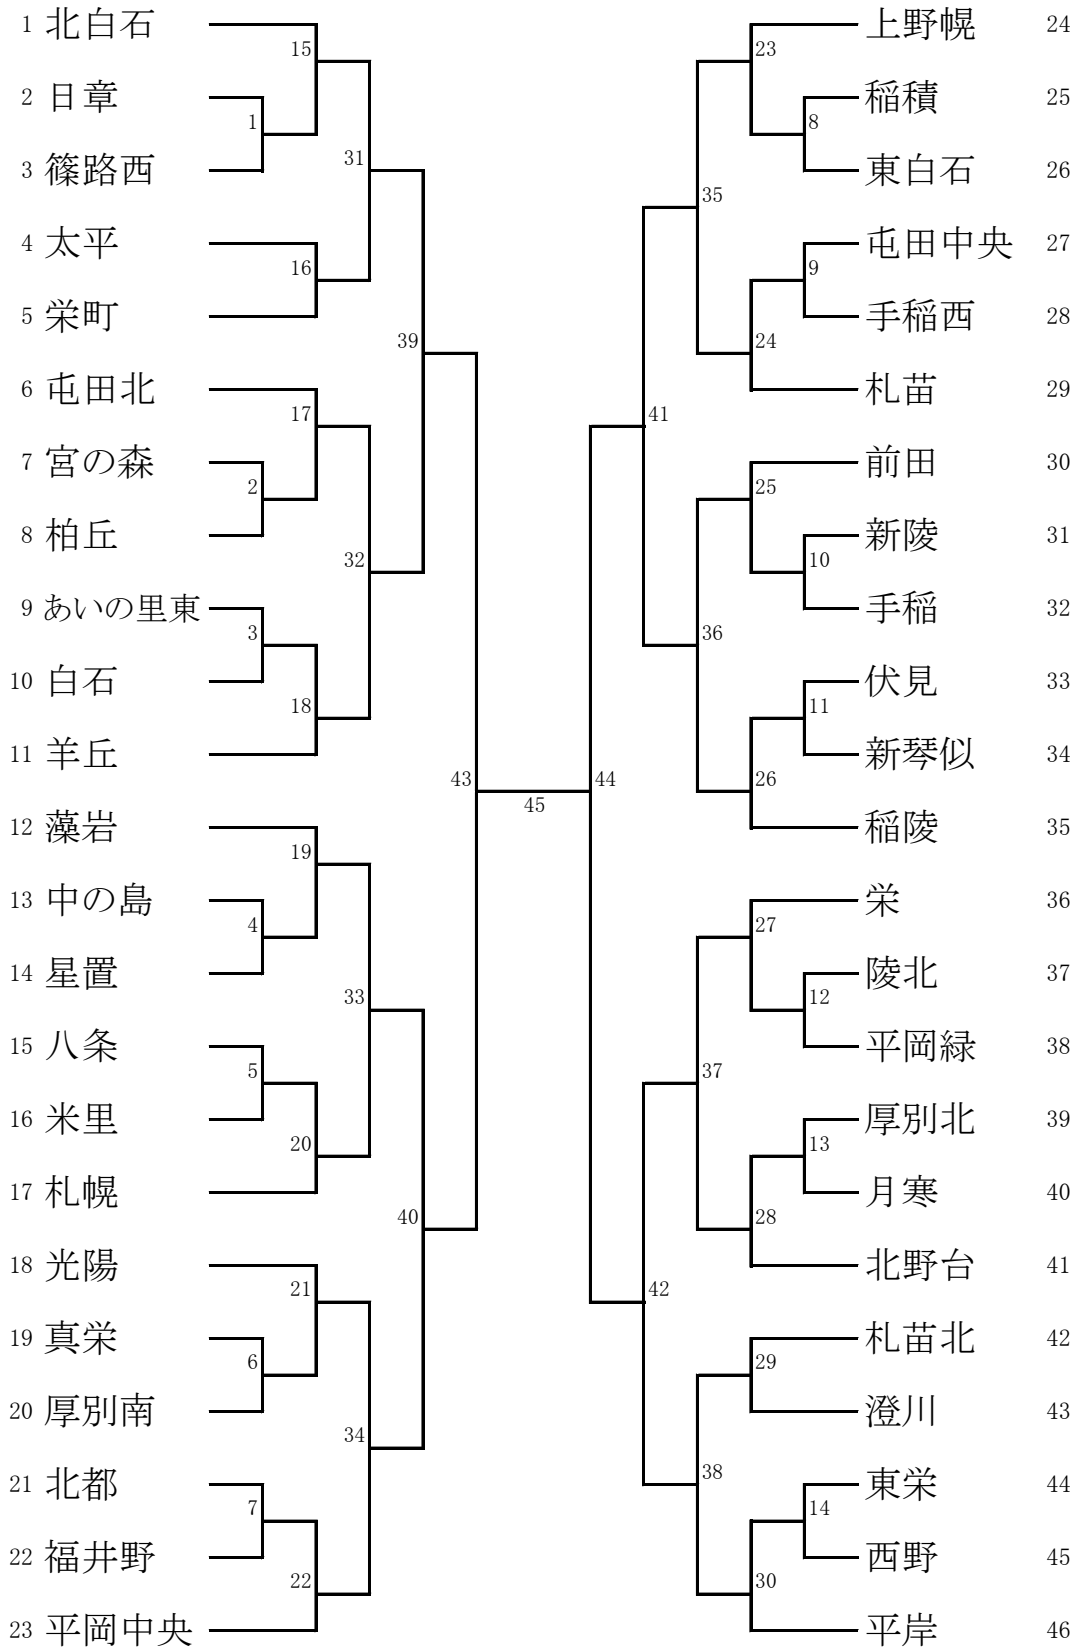 1 北白石
15
2 日章
1
3 篠路西
31
4 太平
16
5 栄町
39
6 屯田北
17
7 宮の森
2
8 柏丘
32
9 あいの里東
3
10 白石
18
11 羊丘
43
12 藻岩
19
13 中の島
4
14 星置
33
15 八条
5
16 米里
20
17 札幌
40
18 光陽
21
19 真栄
6
20 厚別南
34
21 北都
7
22 福井野
22
23 平岡中央
45
上野幌 24
23
稲積 25
8
東白石 26
35
屯田中央 27
9
手稲西 28
24
札苗 29
41
前田 30
25
新陵 31
10
手稲 32
36
伏見 33
11
新琴似 34
44
26
稲陵 35
栄 36
27
陵北 37
12
平岡緑 38
37
厚別北 39
13
月寒 40
28
北野台 41
42
札苗北 42
29
澄川 43
38
東栄 44
14
西野 45
30
平岸 46